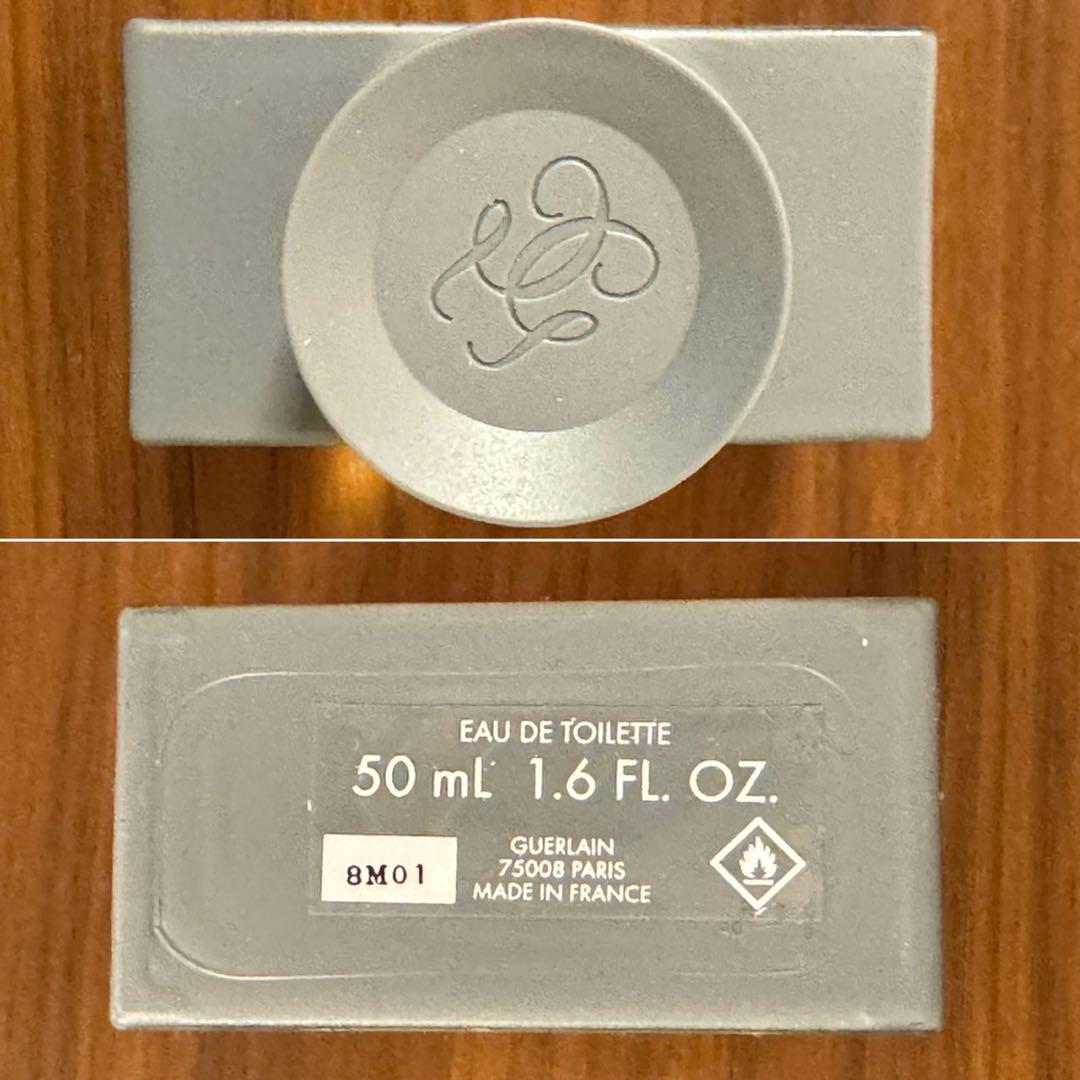 EAU DE TOILETTE
50 mL 1.6 FL. OZ.
8M01
GUERLAIN
75008 PARIS
MADE IN FRANCE